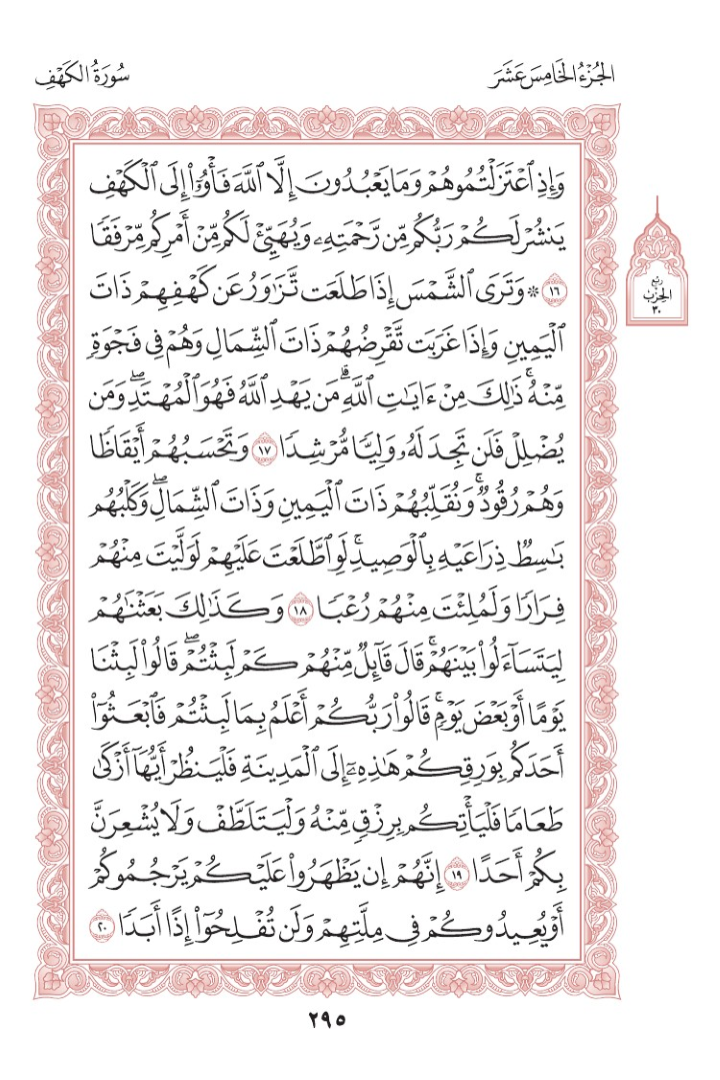 الجُزْءُ الخَامِسَ عَشَرَ
سُورَةُ الكَهْفِ
وَإِذِ ٱعْتَزَلْتُمُوهُمْ وَمَا يَعْبُدُونَ إِلَّا ٱللَّهَ فَأْوُۥٓا۟ إِلَى ٱلْكَهْفِ
يَنشُرْ لَكُمْ رَبُّكُم مِّن رَّحْمَتِهِۦ وَيُهَيِّئْ لَكُم مِّنْ أَمْرِكُم مِّرْفَقًا
١٦ ۞ وَتَرَى ٱلشَّمْسَ إِذَا طَلَعَت تَّزَٰوَرُ عَن كَهْفِهِمْ ذَاتَ
ٱلْيَمِينِ وَإِذَا غَرَبَت تَّقْرِضُهُمْ ذَاتَ ٱلشِّمَالِ وَهُمْ فِى فَجْوَةٍ
مِّنْهُ ۚ ذَٰلِكَ مِنْ ءَايَٰتِ ٱللَّهِ ۗ مَن يَهْدِ ٱللَّهُ فَهُوَ ٱلْمُهْتَدِ ۖ وَمَن
يُضْلِلْ فَلَن تَجِدَ لَهُۥ وَلِيًّا مُّرْشِدًا ١٧ وَتَحْسَبُهُمْ أَيْقَاظًا
وَهُمْ رُقُودٌ ۚ وَنُقَلِّبُهُمْ ذَاتَ ٱلْيَمِينِ وَذَاتَ ٱلشِّمَالِ ۖ وَكَلْبُهُم
بَٰسِطٌ ذِرَاعَيْهِ بِٱلْوَصِيدِ ۚ لَوِ ٱطَّلَعْتَ عَلَيْهِمْ لَوَلَّيْتَ مِنْهُمْ
فِرَارًا وَلَمُلِئْتَ مِنْهُمْ رُعْبًا ١٨ وَكَذَٰلِكَ بَعَثْنَٰهُمْ
لِيَتَسَآءَلُوا۟ بَيْنَهُمْ ۚ قَالَ قَآئِلٌ مِّنْهُمْ كَمْ لَبِثْتُمْ ۖ قَالُوا۟ لَبِثْنَا
يَوْمًا أَوْ بَعْضَ يَوْمٍ ۚ قَالُوا۟ رَبُّكُمْ أَعْلَمُ بِمَا لَبِثْتُمْ فَٱبْعَثُوٓا۟
أَحَدَكُم بِوَرِقِكُمْ هَٰذِهِۦٓ إِلَى ٱلْمَدِينَةِ فَلْيَنظُرْ أَيُّهَآ أَزْكَىٰ
طَعَامًا فَلْيَأْتِكُم بِرِزْقٍ مِّنْهُ وَلْيَتَلَطَّفْ وَلَا يُشْعِرَنَّ
بِكُمْ أَحَدًا ١٩ إِنَّهُمْ إِن يَظْهَرُوا۟ عَلَيْكُمْ يَرْجُمُوكُمْ
أَوْ يُعِيدُوكُمْ فِى مِلَّتِهِمْ وَلَن تُفْلِحُوٓا۟ إِذًا أَبَدًا ٢٠
ربع
الحزب
٣٠
٢٩٥